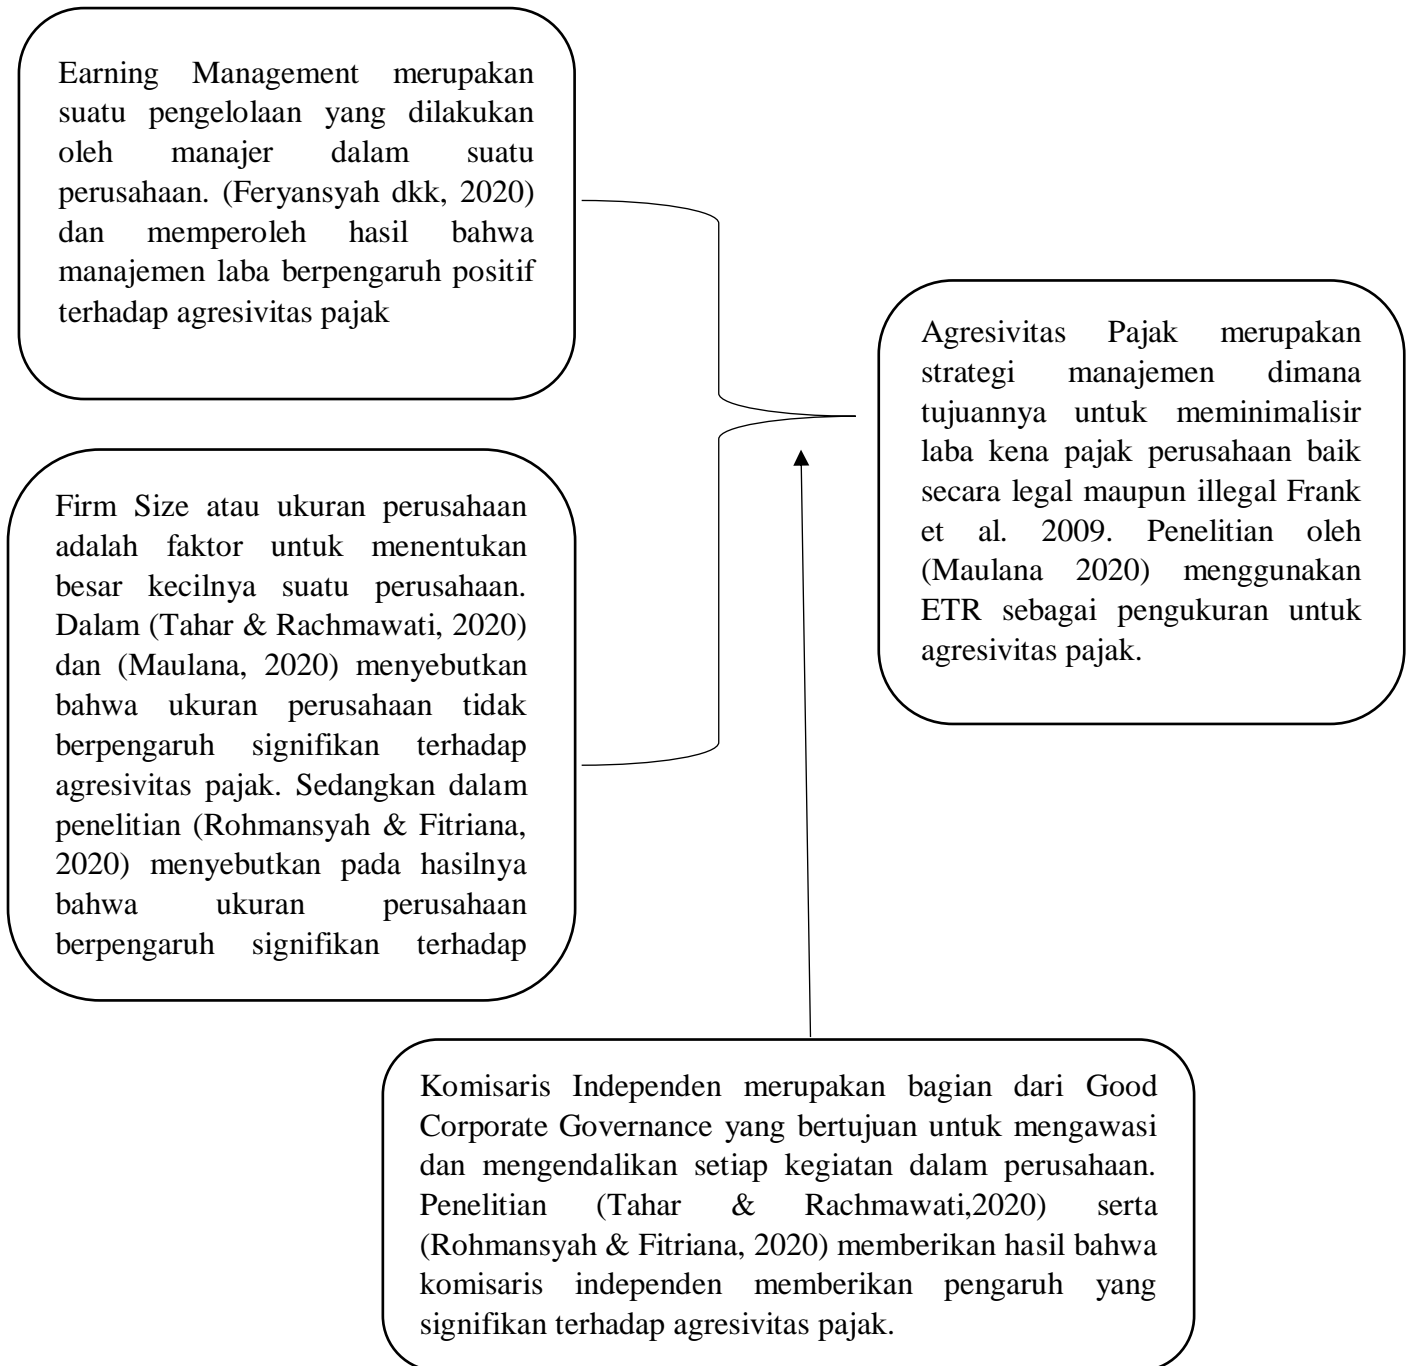 Earning Management merupakan
suatu pengelolaan yang dilakukan
oleh manajer dalam suatu
perusahaan. (Feryansyah dkk, 2020)
dan memperoleh hasil bahwa
manajemen laba berpengaruh positif
terhadap agresivitas pajak
Firm Size atau ukuran perusahaan
adalah faktor untuk menentukan
besar kecilnya suatu perusahaan.
Dalam (Tahar & Rachmawati, 2020)
dan (Maulana, 2020) menyebutkan
bahwa ukuran perusahaan tidak
berpengaruh signifikan terhadap
agresivitas pajak. Sedangkan dalam
penelitian (Rohmansyah & Fitriana,
2020) menyebutkan pada hasilnya
bahwa ukuran perusahaan
berpengaruh signifikan terhadap
Agresivitas Pajak merupakan
strategi manajemen dimana
tujuannya untuk meminimalisir
laba kena pajak perusahaan baik
secara legal maupun illegal Frank
et al. 2009. Penelitian oleh
(Maulana 2020) menggunakan
ETR sebagai pengukuran untuk
agresivitas pajak.
Komisaris Independen merupakan bagian dari Good
Corporate Governance yang bertujuan untuk mengawasi
dan mengendalikan setiap kegiatan dalam perusahaan.
Penelitian (Tahar & Rachmawati,2020) serta
(Rohmansyah & Fitriana, 2020) memberikan hasil bahwa
komisaris independen memberikan pengaruh yang
signifikan terhadap agresivitas pajak.